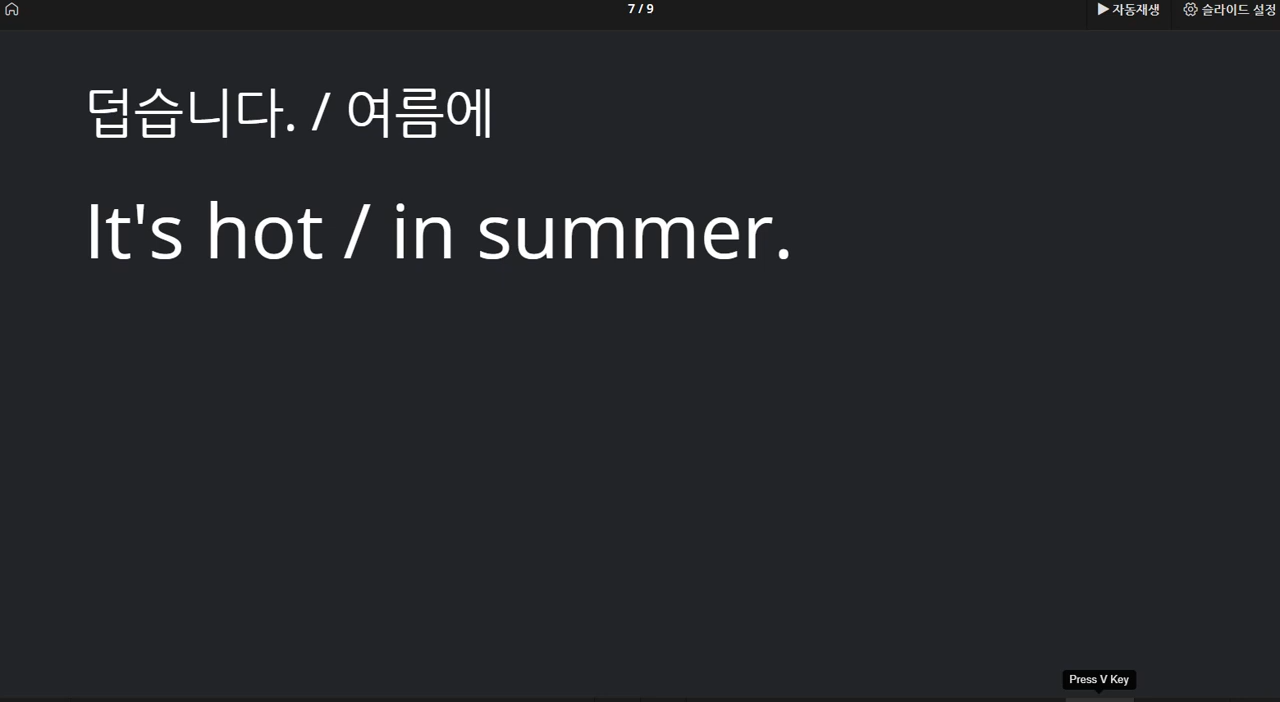 7 / 9
▶ 자동재생
슬라이드 설정
덥습니다. / 여름에
It's hot / in summer.
Press V Key